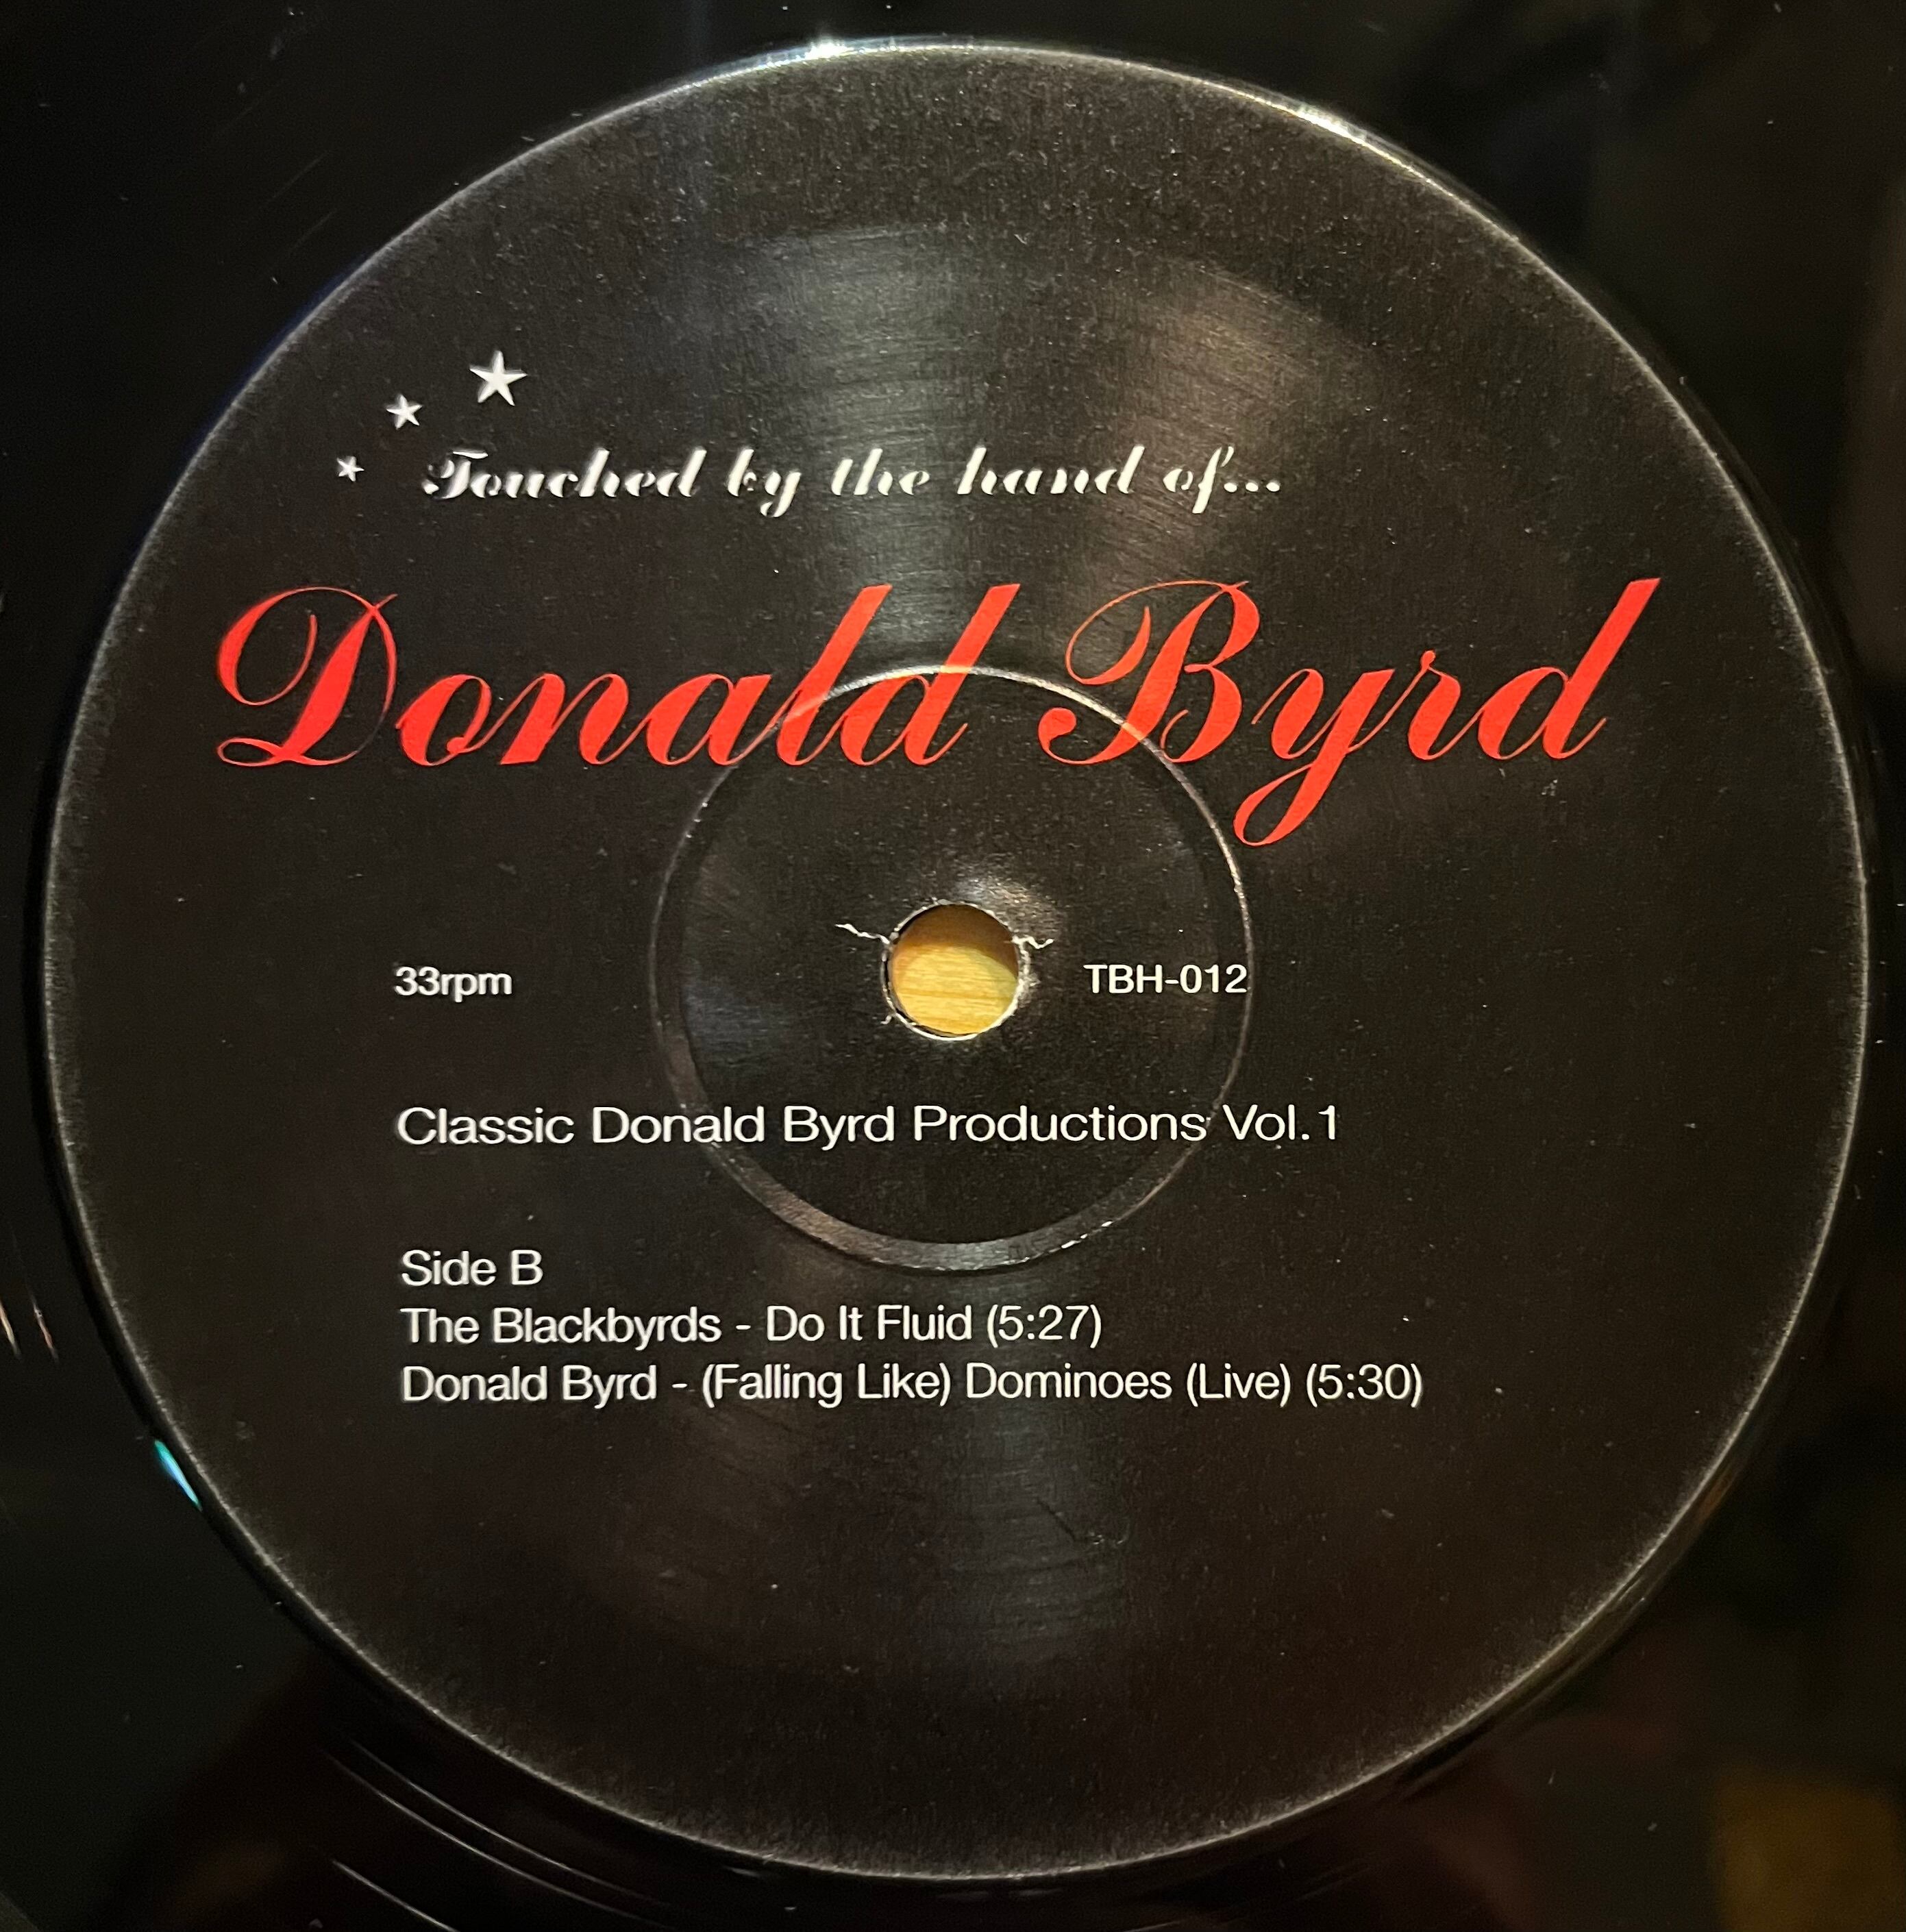 Touched by the hand of...
Donald Byrd
33rpm
TBH-012
Classic Donald Byrd Productions Vol.1
Side B
The Blackbyrds - Do It Fluid (5:27)
Donald Byrd - (Falling Like) Dominoes (Live) (5:30)